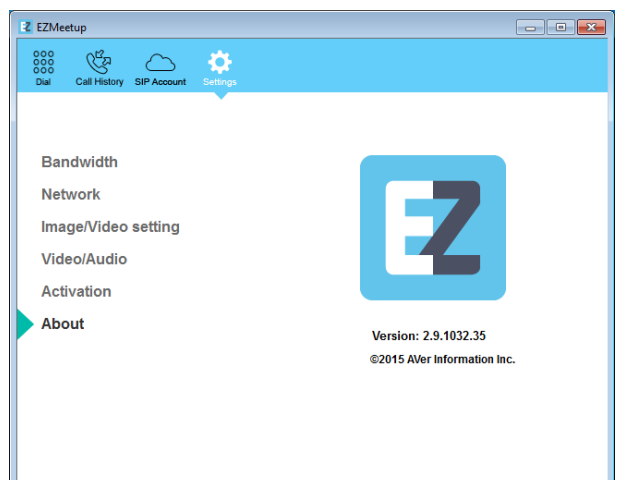 EZMeetup
Dial Call History SIP Account Settings
Bandwidth
Network
Image/Video setting
Video/Audio
Activation
About
EZ
Version: 2.9.1032.35
©2015 AVer Information Inc.